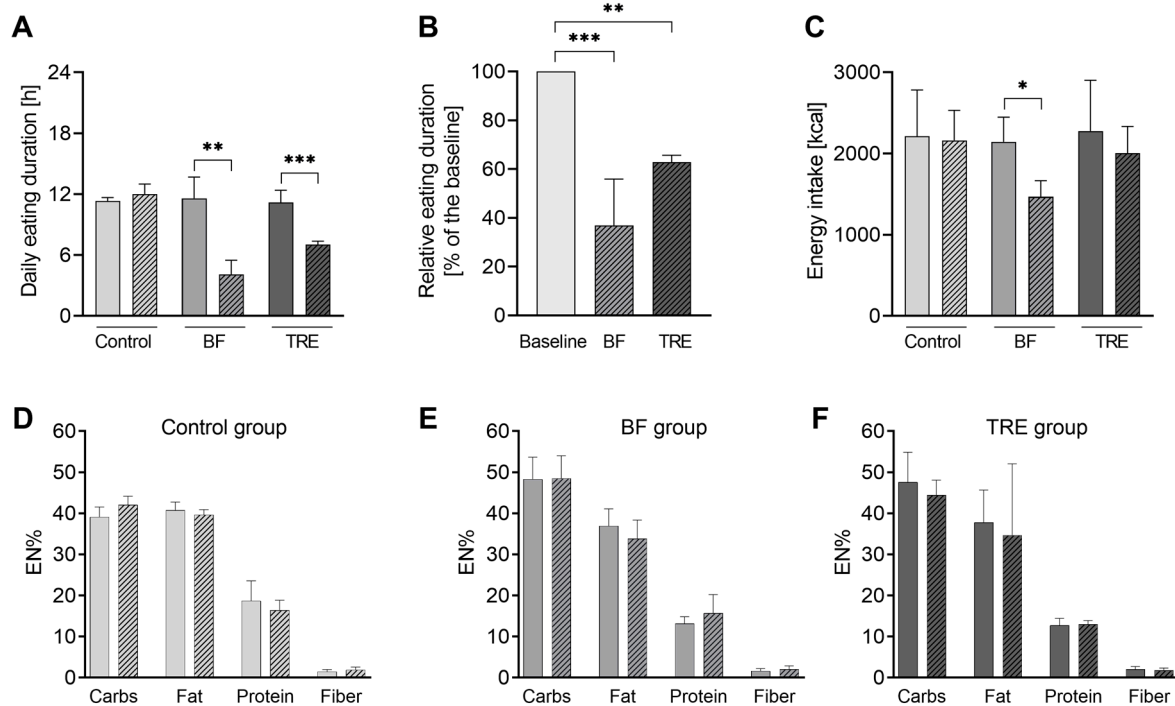 A
Daily eating duration [h]
24
18
12
6
0
**
***
Control
BF
TRE
B
Relative eating duration
[% of the baseline]
100
80
60
40
20
0
***
**
Baseline
BF
TRE
C
Energy intake [kcal]
3000
2000
1000
0
*
Control
BF
TRE
D
Control group
EN%
60
50
40
30
20
10
0
Carbs
Fat
Protein
Fiber
E
BF group
EN%
60
50
40
30
20
10
0
Carbs
Fat
Protein
Fiber
F
TRE group
EN%
60
50
40
30
20
10
0
Carbs
Fat
Protein
Fiber